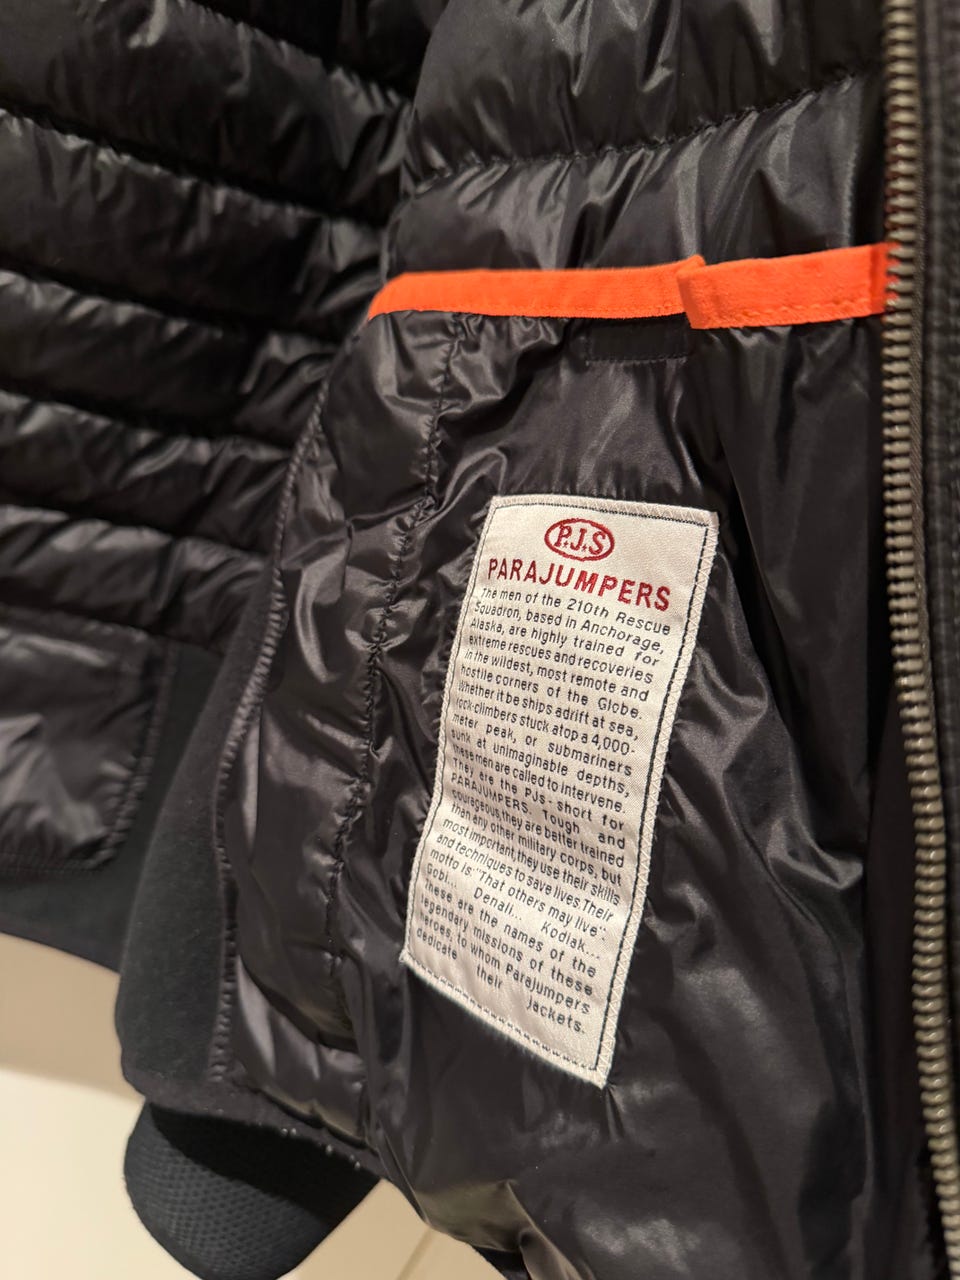 P.J.S
PARAJUMPERS
The men of the 210th Rescue
Squadron, based in Anchorage,
Alaska, are highly trained for
extreme rescues and recoveries
in the wildest, most remote and
hostile corners of the Globe.
Whether it be ships adrift at sea,
rock-climbers stuck atop a 4,000-
meter peak, or submariners
sunk at unimaginable depths,
these men are called to intervene.
They are the PJs - short for
PARAJUMPERS. Tough and
courageous, they are better trained
than any other military corps, but
most important, they use their skills
and techniques to save lives. Their
motto is: "That others may live".
Gobi... Denali... Kodiak...
These are the names of the
legendary missions of these
heroes, to whom Parajumpers
dedicate their jackets.